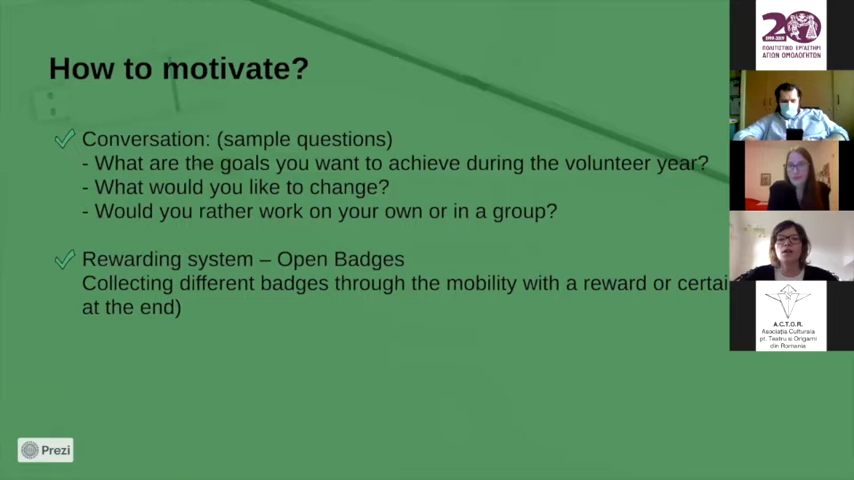 How to motivate?
Conversation: (sample questions)
- What are the goals you want to achieve during the volunteer year?
- What would you like to change?
- Would you rather work on your own or in a group?
Rewarding system – Open Badges
Collecting different badges through the mobility with a reward or certai
at the end)
Prezi
20
1999-2019
ΠΟΛΙΤΙΣΤΙΚΟ ΕΡΓΑΣΤΗΡΙ
ΑΓΙΩΝ ΟΜΟΛΟΓΗΤΩΝ
A.C.T.O.R.
Asociația Culturala
pt. Teatru si Origami
din Romania